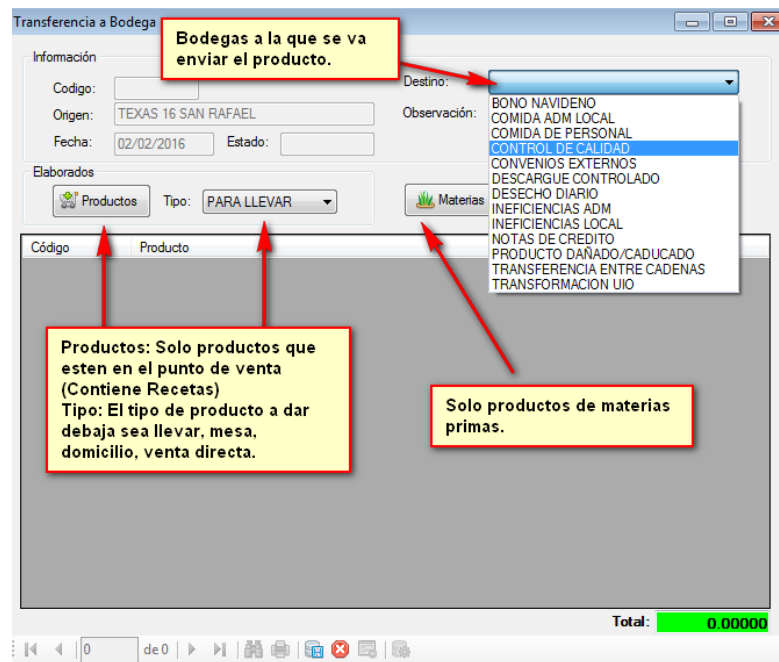 Transferencia a Bodega
Bodegas a la que se va
enviar el producto.
Información
Codigo:
Origen: TEXAS 16 SAN RAFAEL
Fecha: 02/02/2016 Estado:
Destino:
Observación:
BONO NAVIDENO
COMIDA ADM LOCAL
COMIDA DE PERSONAL
CONTROL DE CALIDAD
CONVENIOS EXTERNOS
DESCARGUE CONTROLADO
DESECHO DIARIO
INEFICIENCIAS ADM
INEFICIENCIAS LOCAL
NOTAS DE CREDITO
PRODUCTO DAÑADO/CADUCADO
TRANSFERENCIA ENTRE CADENAS
TRANSFORMACION UIO
Elaborados
Productos Tipo: PARA LLEVAR
Materias
Código Producto
Productos: Solo productos que
esten en el punto de venta
(Contiene Recetas)
Tipo: El tipo de producto a dar
debaja sea llevar, mesa,
domicilio, venta directa.
Solo productos de materias
primas.
Total: 0.00000
0 de 0